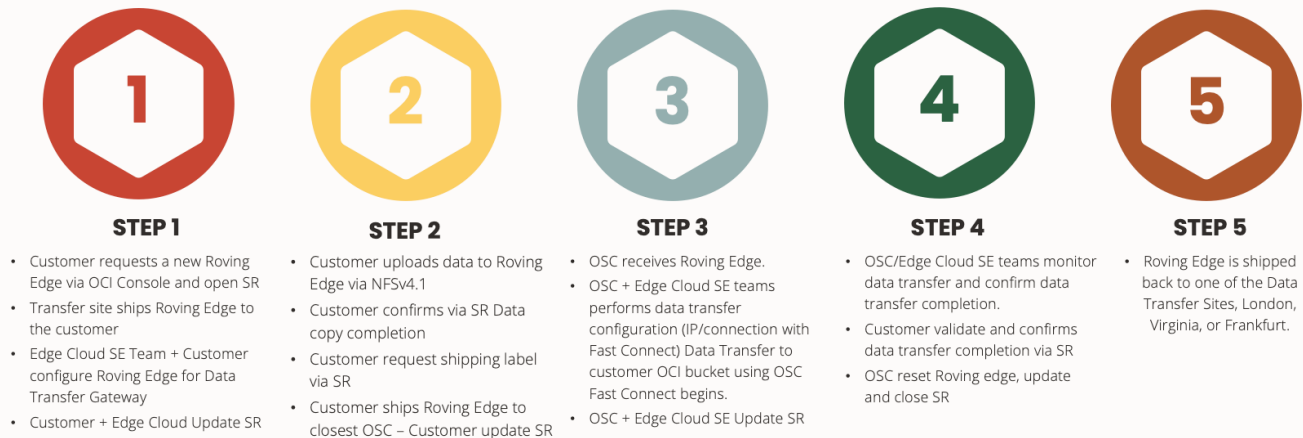 1
STEP 1
• Customer requests a new Roving
Edge via OCI Console and open SR
• Transfer site ships Roving Edge to
the customer
• Edge Cloud SE Team + Customer
configure Roving Edge for Data
Transfer Gateway
• Customer + Edge Cloud Update SR
2
STEP 2
• Customer uploads data to Roving
Edge via NFSv4.1
• Customer confirms via SR Data
copy completion
• Customer request shipping label
via SR
• Customer ships Roving Edge to
closest OSC – Customer update SR
3
STEP 3
• OSC receives Roving Edge.
• OSC + Edge Cloud SE teams
performs data transfer
configuration (IP/connection with
Fast Connect) Data Transfer to
customer OCI bucket using OSC
Fast Connect begins.
• OSC + Edge Cloud SE Update SR
4
STEP 4
• OSC/Edge Cloud SE teams monitor
data transfer and confirm data
transfer completion.
• Customer validate and confirms
data transfer completion via SR
• OSC reset Roving edge, update
and close SR
5
STEP 5
• Roving Edge is shipped
back to one of the Data
Transfer Sites, London,
Virginia, or Frankfurt.